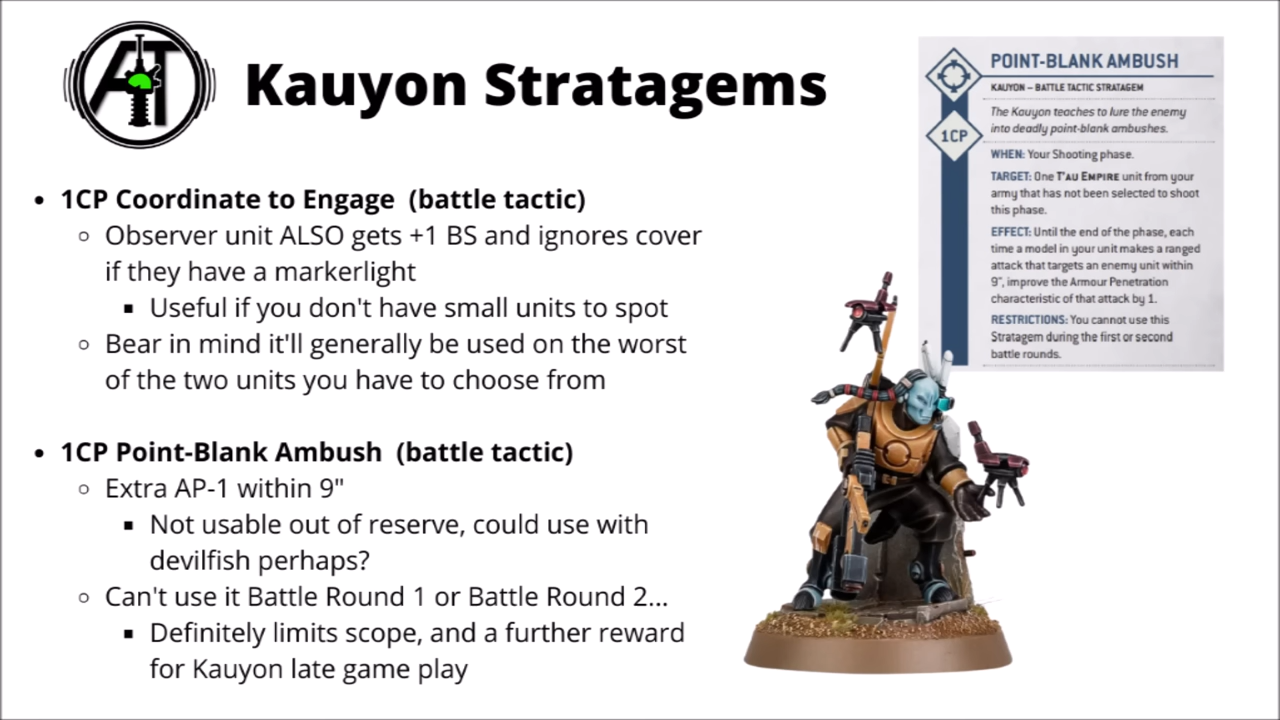 AT
Kauyon Stratagems
• 1CP Coordinate to Engage (battle tactic)
○ Observer unit ALSO gets +1 BS and ignores cover
if they have a markerlight
▪ Useful if you don't have small units to spot
○ Bear in mind it'll generally be used on the worst
of the two units you have to choose from
• 1CP Point-Blank Ambush (battle tactic)
○ Extra AP-1 within 9"
▪ Not usable out of reserve, could use with
devilfish perhaps?
○ Can't use it Battle Round 1 or Battle Round 2...
▪ Definitely limits scope, and a further reward
for Kauyon late game play
POINT-BLANK AMBUSH
KAUYON – BATTLE TACTIC STRATAGEM
The Kauyon teaches to lure the enemy
into deadly point-blank ambushes.
1CP
WHEN: Your Shooting phase.
TARGET: One T'AU EMPIRE unit from your
army that has not been selected to shoot
this phase.
EFFECT: Until the end of the phase, each
time a model in your unit makes a ranged
attack that targets an enemy unit within
9", improve the Armour Penetration
characteristic of that attack by 1.
RESTRICTIONS: You cannot use this
Stratagem during the first or second
battle rounds.